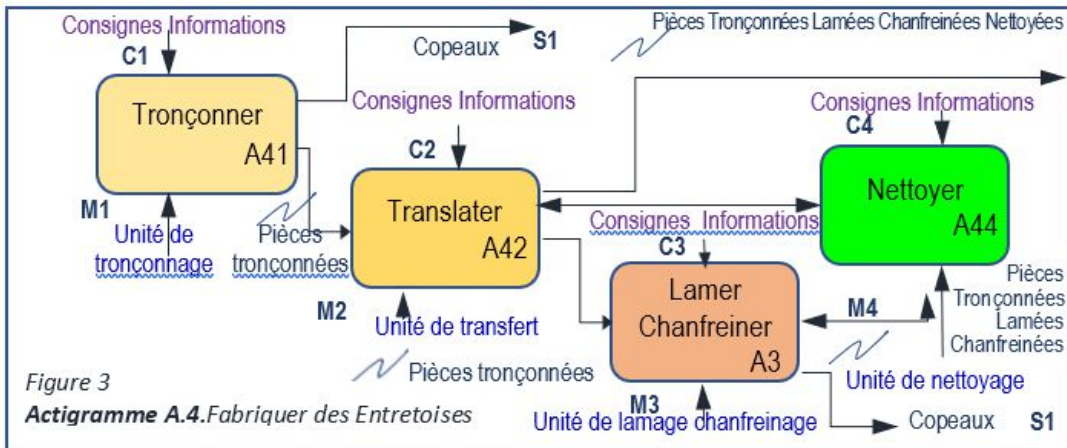 Consignes Informations
C1
Tronçonner
A41
M1
Unité de
tronçonnage
Copeaux S1
Pièces
tronçonnées
Consignes Informations
C2
Translater
A42
M2
Unité de transfert
Pièces tronçonnées
Pièces Tronçonnées Lamées Chanfreinées Nettoyées
Consignes Informations
C3
Lamer
Chanfreiner
A3
M3
Unité de lamage chanfreinage
Copeaux S1
Consignes Informations
C4
Nettoyer
A44
M4
Unité de nettoyage
Pièces
Tronçonnées
Lamées
Chanfreinées
Figure 3
Actigramme A.4.Fabriquer des Entretoises